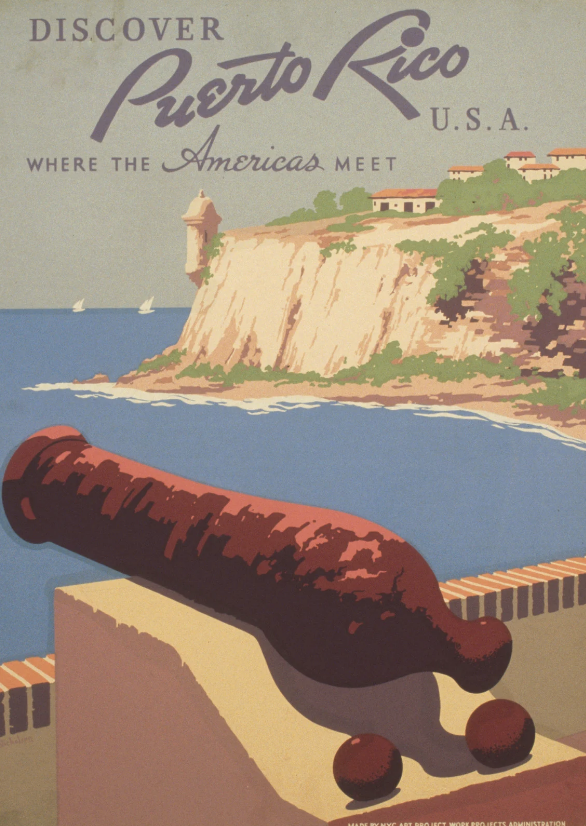 DISCOVER
Puerto Rico
U.S.A.
WHERE THE Americas MEET
MADE BY NYC ART PROJECT WORK PROJECTS ADMINISTRATION